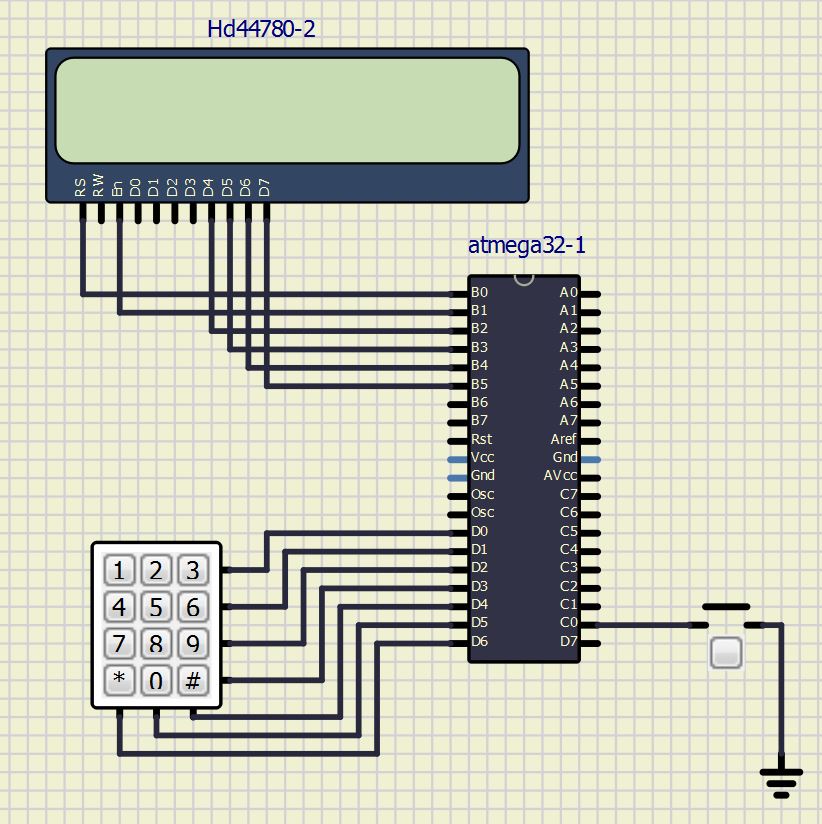 Hd44780-2
RS RW En D0 D1 D2 D3 D4 D5 D6 D7
atmega32-1
B0 A0
B1 A1
B2 A2
B3 A3
B4 A4
B5 A5
B6 A6
B7 A7
Rst Aref
Vcc Gnd
Gnd AVcc
Osc C7
Osc C6
D0 C5
D1 C4
D2 C3
D3 C2
D4 C1
D5 C0
D6 D7
1 2 3
4 5 6
7 8 9
* 0 #